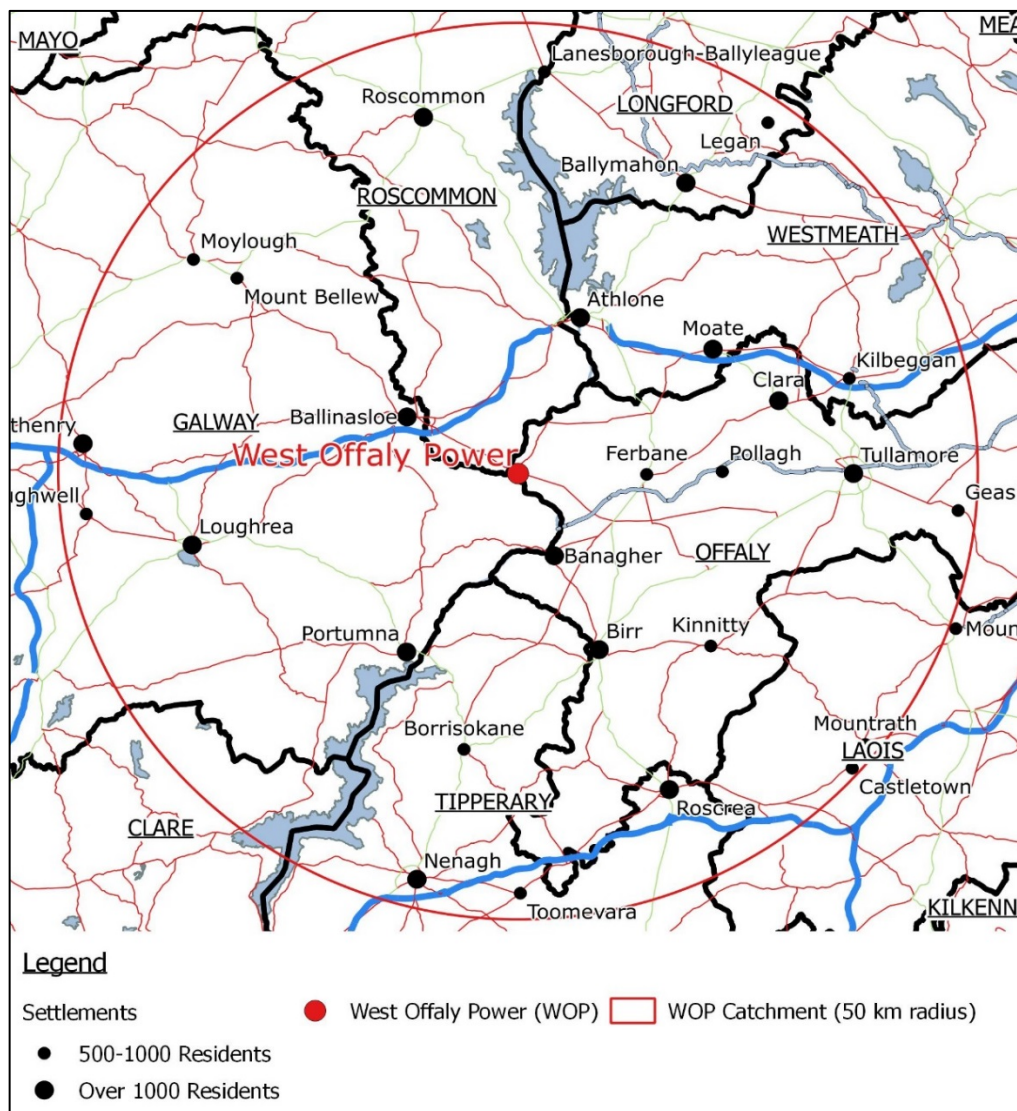 MAYO
MEA
Lanesborough-Ballyleague
Roscommon
LONGFORD
Legan
Ballymahon
ROSCOMMON
WESTMEATH
Moylough
Mount Bellew
Athlone
Moate
Kilbeggan
Clara
GALWAY
Ballinasloe
thenry
West Offaly Power
Ferbane
Pollagh
Tullamore
ughwell
Geas
Loughrea
Banagher
OFFALY
Portumna
Birr
Kinnitty
Moun
Borrisokane
Mountrath
LAOIS
Castletown
TIPPERARY
Roscrea
CLARE
Nenagh
Toomevara
KILKENN
Legend
Settlements
West Offaly Power (WOP)
WOP Catchment (50 km radius)
500-1000 Residents
Over 1000 Residents